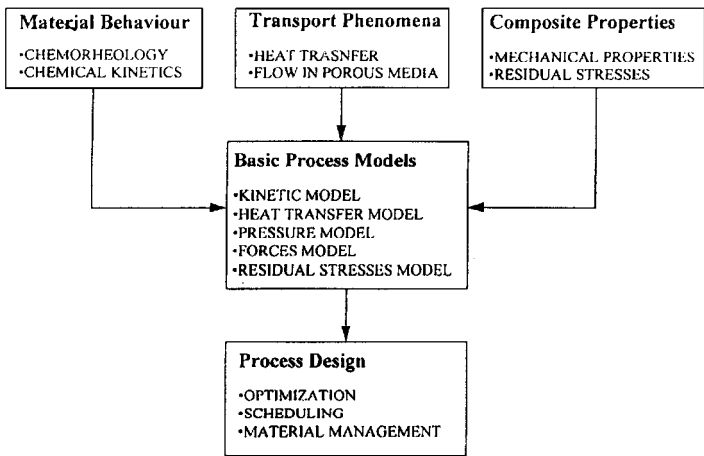 Material Behaviour
•CHEMORHEOLOGY
•CHEMICAL KINETICS
Transport Phenomena
•HEAT TRASNFER
•FLOW IN POROUS MEDIA
Composite Properties
•MECHANICAL PROPERTIES
•RESIDUAL STRESSES
Basic Process Models
•KINETIC MODEL
•HEAT TRANSFER MODEL
•PRESSURE MODEL
•FORCES MODEL
•RESIDUAL STRESSES MODEL
Process Design
•OPTIMIZATION
•SCHEDULING
•MATERIAL MANAGEMENT